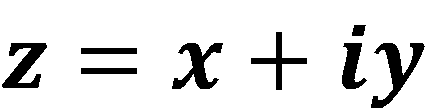 z = x + iy